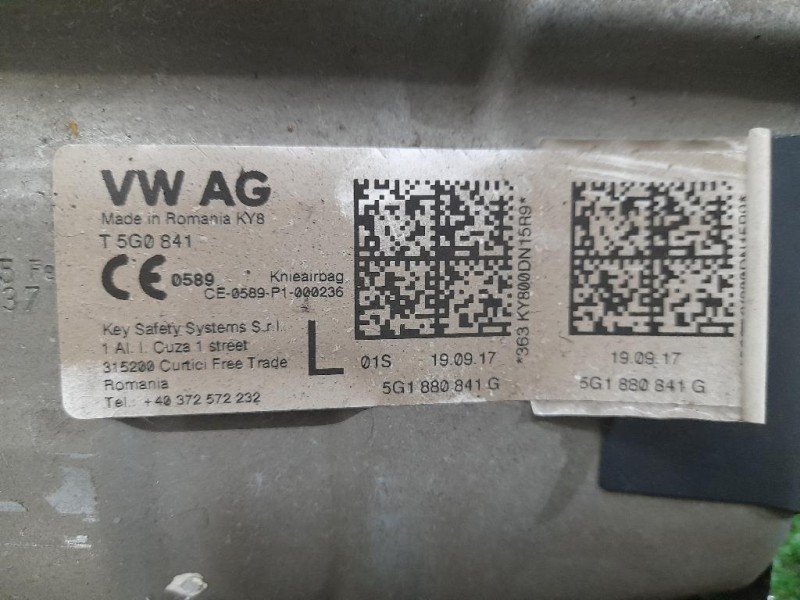 VW AG
Made in Romania KY8
T 5G0 841
CE 0589 Knieairbag
CE-0589-P1-000236
Key Safety Systems S.r.l.
1 Al. I. Cuza 1 street
315200 Curtici Free Trade
Romania
Tel.: +40 372 572 232
L
01S 19.09.17
5G1 880 841 G
*363 KY800DN15R9*
19.09.17
5G1 880 841 G
37